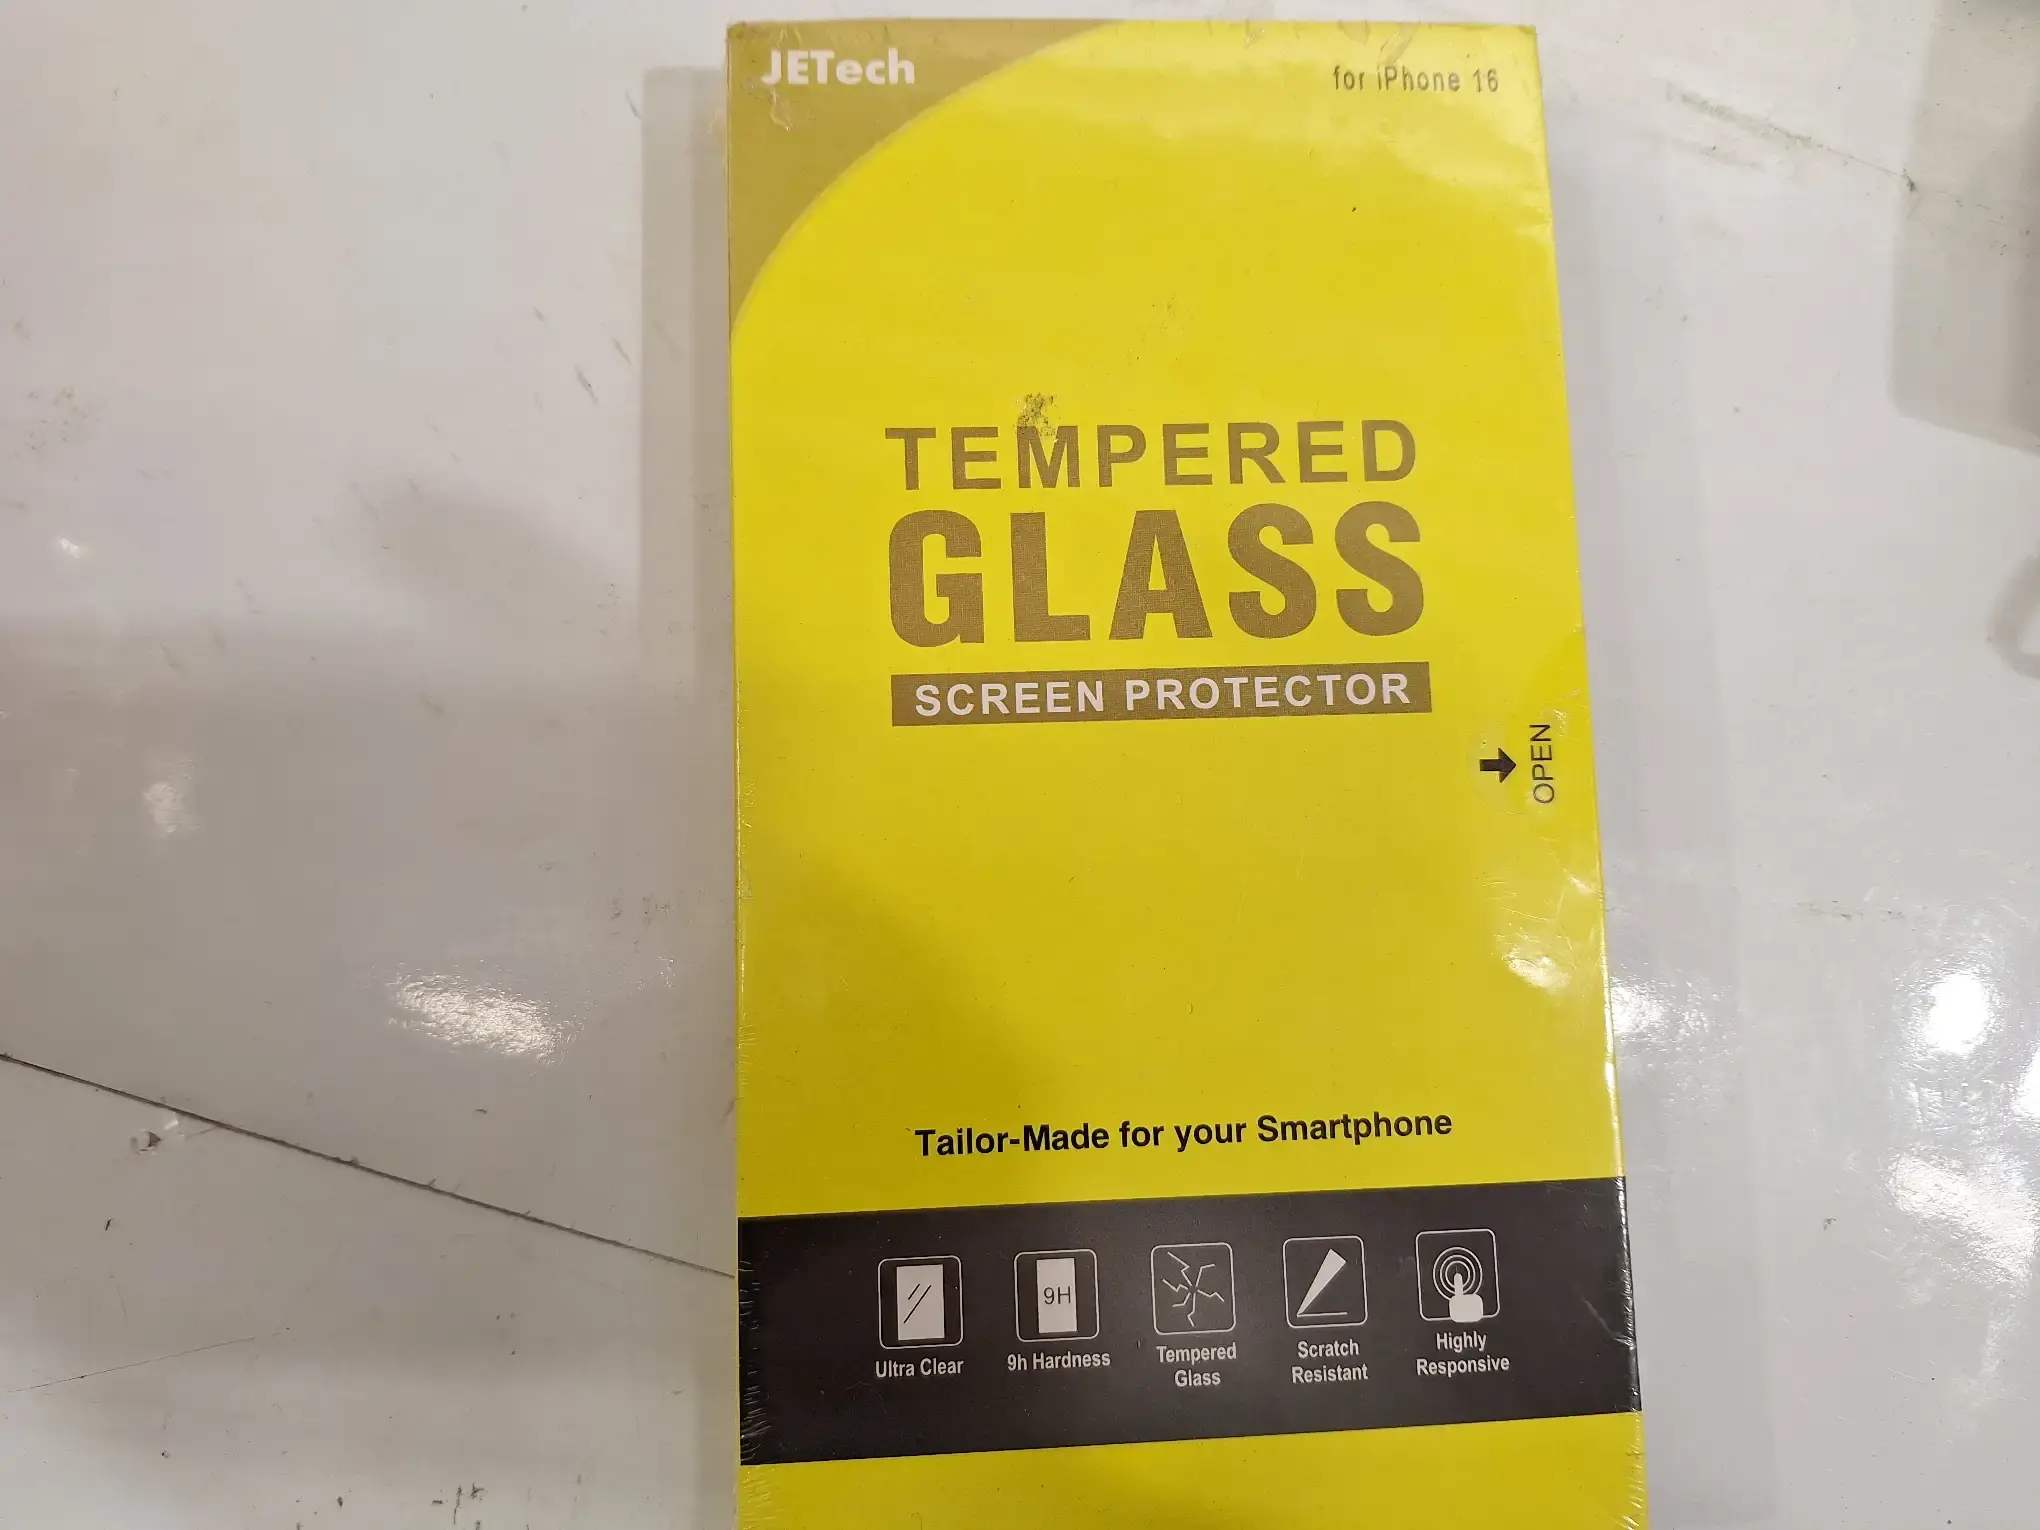 JETech
for iPhone 16
TEMPERED
GLASS
SCREEN PROTECTOR
OPEN
Tailor-Made for your Smartphone
9H
Ultra Clear
9h Hardness
Tempered
Glass
Scratch
Resistant
Highly
Responsive